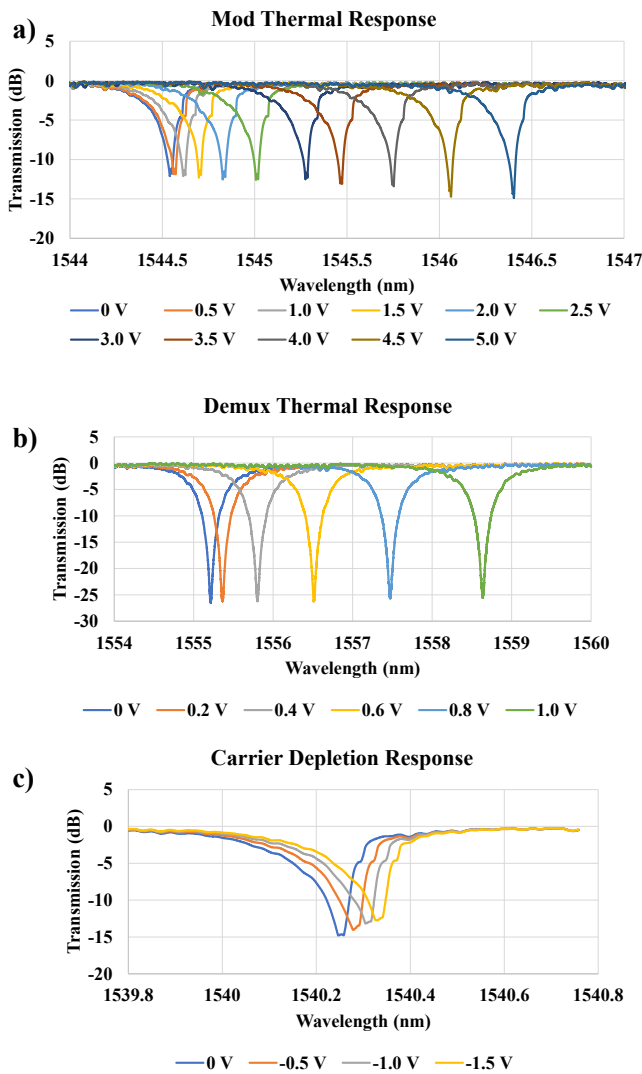 Mod Thermal Response
a)
5
0
-5
-10
-15
-20
Transmission (dB)
1544 1544.5 1545 1545.5 1546 1546.5 1547
Wavelength (nm)
0 V 0.5 V 1.0 V 1.5 V 2.0 V 2.5 V
3.0 V 3.5 V 4.0 V 4.5 V 5.0 V
Demux Thermal Response
b)
5
0
-5
-10
-15
-20
-25
-30
Transmission (dB)
1554 1555 1556 1557 1558 1559 1560
Wavelength (nm)
0 V 0.2 V 0.4 V 0.6 V 0.8 V 1.0 V
Carrier Depletion Response
c)
5
0
-5
-10
-15
-20
Transmission (dB)
1539.8 1540 1540.2 1540.4 1540.6 1540.8
Wavelength (nm)
0 V -0.5 V -1.0 V -1.5 V